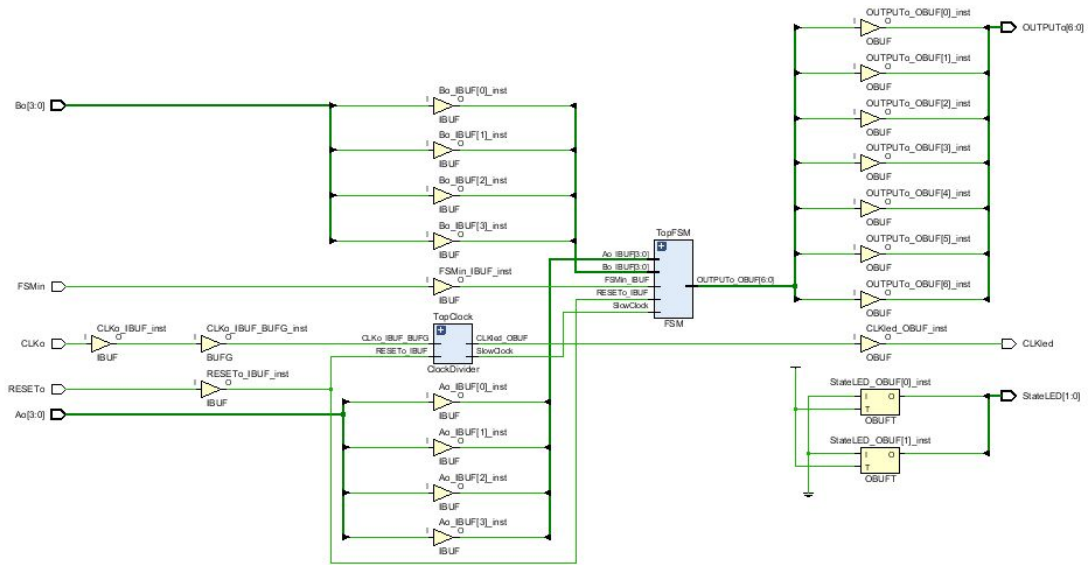 OUTPUTo_OBUF[0]_inst
I O
OBUF
OUTPUTo[6:0]
OUTPUTo_OBUF[1]_inst
I O
OBUF
OUTPUTo_OBUF[2]_inst
I O
OBUF
OUTPUTo_OBUF[3]_inst
I O
OBUF
OUTPUTo_OBUF[4]_inst
I O
OBUF
OUTPUTo_OBUF[5]_inst
I O
OBUF
OUTPUTo_OBUF[6]_inst
I O
OBUF
Bo[3:0]
Bo_IBUF[0]_inst
I O
IBUF
Bo_IBUF[1]_inst
I O
IBUF
Bo_IBUF[2]_inst
I O
IBUF
Bo_IBUF[3]_inst
I O
IBUF
TopFSM
Ao_IBUF[3:0]
Bo_IBUF[3:0]
FSMin_IBUF
RESETo_IBUF
SlowClock
OUTPUTo_OBUF[6:0]
FSM
FSMin
FSMin_IBUF_inst
I O
IBUF
CLKo
CLKo_IBUF_inst
I O
IBUF
CLKo_IBUF_BUFG_inst
I O
BUFG
TopClock
CLKo_IBUF_BUFG
RESETo_IBUF
CLKled_OBUF
SlowClock
ClockDivider
CLKled_OBUF_inst
I O
OBUF
CLKled
RESETo
RESETo_IBUF_inst
I O
IBUF
Ao[3:0]
Ao_IBUF[0]_inst
I O
IBUF
Ao_IBUF[1]_inst
I O
IBUF
Ao_IBUF[2]_inst
I O
IBUF
Ao_IBUF[3]_inst
I O
IBUF
StateLED_OBUF[0]_inst
I O
T
OBUFT
StateLED[1:0]
StateLED_OBUF[1]_inst
I O
T
OBUFT